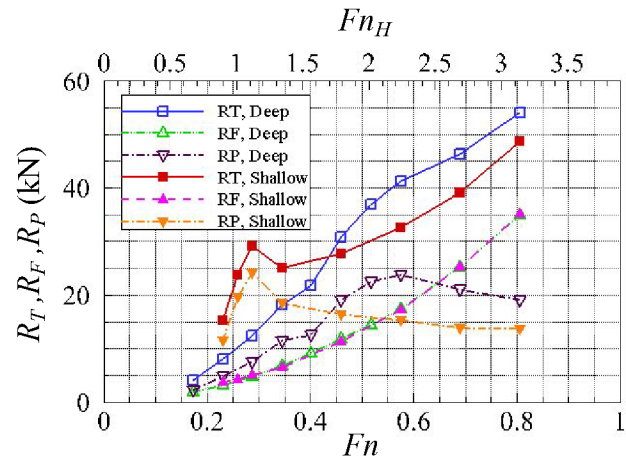 Fn_H
0 0.5 1 1.5 2 2.5 3 3.5
60
40
20
0
R_T, R_F, R_P (kN)
RT, Deep
RF, Deep
RP, Deep
RT, Shallow
RF, Shallow
RP, Shallow
0 0.2 0.4 0.6 0.8 1
Fn